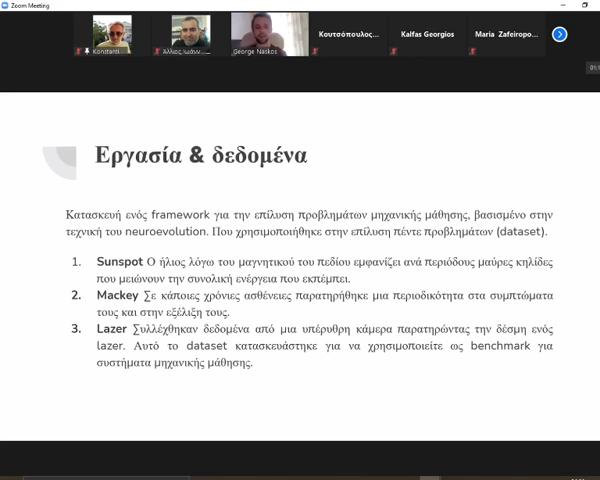 Zoom Meeting
Konstanti
Άλλιος Ιωάνν...
George Naskos
Κουτσόπουλος...
Kalfas Georgios
Maria Zafeiropo...
Εργασία & δεδομένα
Κατασκευή ενός framework για την επίλυση προβλημάτων μηχανικής μάθησης, βασισμένο στην
τεχνική του neuroevolution. Που χρησιμοποιήθηκε στην επίλυση πέντε προβλημάτων (dataset).
1. Sunspot Ο ήλιος λόγω του μαγνητικού του πεδίου εμφανίζει ανά περιόδους μαύρες κηλίδες
που μειώνουν την συνολική ενέργεια που εκπέμπει.
2. Mackey Σε κάποιες χρόνιες ασθένειες παρατηρήθηκε μια περιοδικότητα στα συμπτώματα
τους και στην εξέλιξη τους.
3. Lazer Συλλέχθηκαν δεδομένα από μια υπέρυθρη κάμερα παρατηρώντας την δέσμη ενός
lazer. Αυτό το dataset κατασκευάστηκε για να χρησιμοποιείτε ως benchmark για
συστήματα μηχανικής μάθησης.